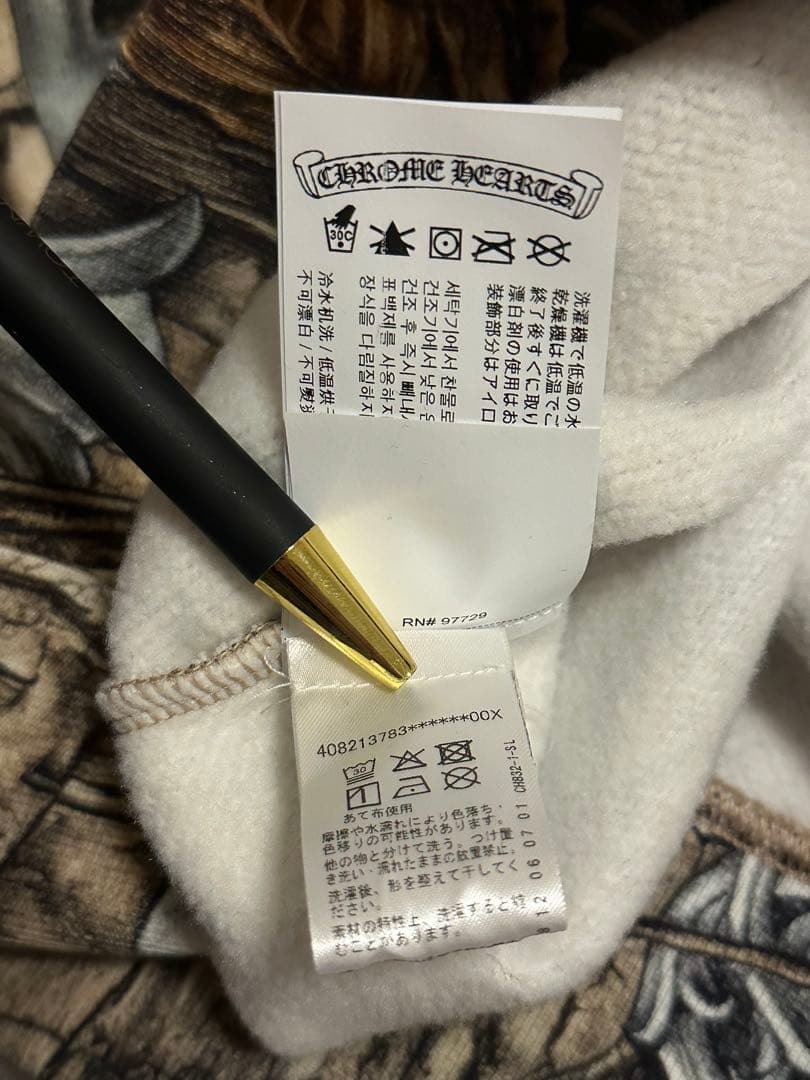 CHROME HEARTS
30C
洗濯機で低温の水
乾燥機は低温でご
終了後すぐに取り
漂白剤の使用はお
装飾部分はアイロ
세탁기에서 찬물로
건조기에서 낮은 온
건조 후 즉시 빼내
표백제를 사용하지
장식을 다림질하지
冷水机洗 / 低温烘干
不可漂白 / 不可熨
RN# 97729
408213783******00X
30
あて布使用
摩擦や水濡れにより色落ち・
色移りの可能性があります。
他の物と分けて洗う。つけ置
き洗い・濡れたままの放置禁止。
洗濯後、形を整えて干してく
ださい。
素材の特性上、洗濯すると
むことがあります。
812 06 07 01 CH832-1-SL